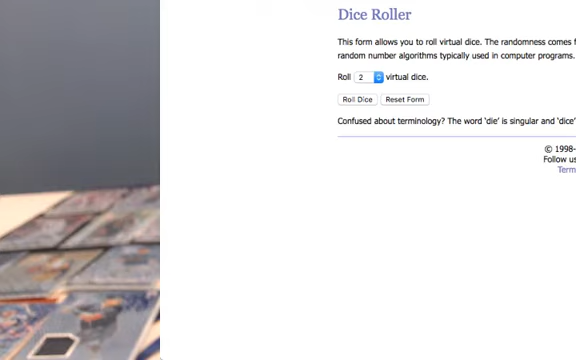 Dice Roller
This form allows you to roll virtual dice. The randomness comes f
random number algorithms typically used in computer programs.
Roll 2 virtual dice.
Roll Dice Reset Form
Confused about terminology? The word 'die' is singular and 'dice'
© 1998-
Follow us
Term